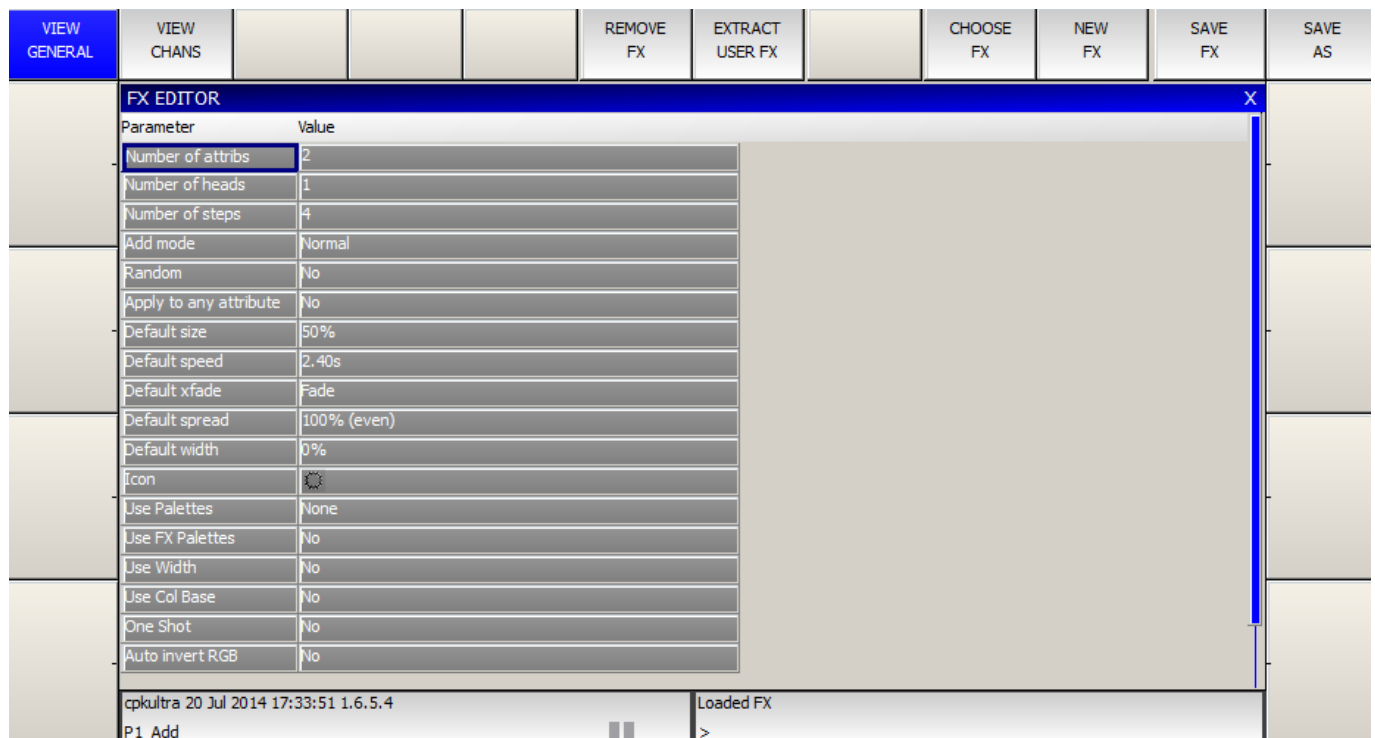 VIEW GENERAL
VIEW CHANS
REMOVE FX
EXTRACT USER FX
CHOOSE FX
NEW FX
SAVE FX
SAVE AS
FX EDITOR X
Parameter Value
Number of attribs 2
Number of heads 1
Number of steps 4
Add mode Normal
Random No
Apply to any attribute No
Default size 50%
Default speed 2.40s
Default xfade Fade
Default spread 100% (even)
Default width 0%
Icon
Use Palettes None
Use FX Palettes No
Use Width No
Use Col Base No
One Shot No
Auto invert RGB No
cpkultra 20 Jul 2014 17:33:51 1.6.5.4
Loaded FX
P1 Add
>